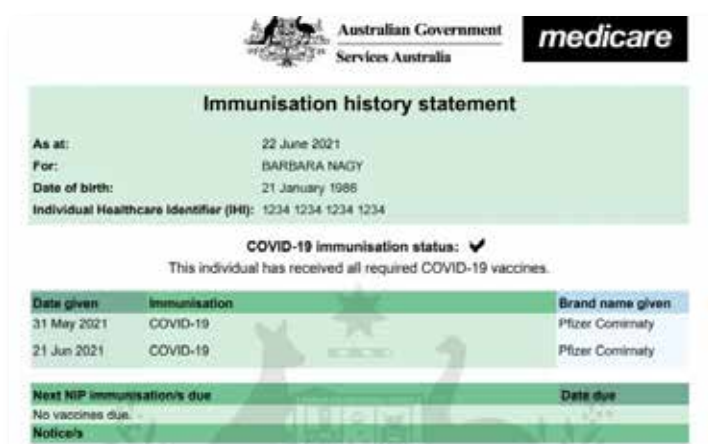 Australian Government
Services Australia
medicare
Immunisation history statement
As at: 22 June 2021
For: BARBARA NAGY
Date of birth: 21 January 1986
Individual Healthcare Identifier (IHI): 1234 1234 1234 1234
COVID-19 immunisation status: ✔
This individual has received all required COVID-19 vaccines.
Date given Immunisation Brand name given
31 May 2021 COVID-19 Pfizer Comirnaty
21 Jun 2021 COVID-19 Pfizer Comirnaty
Next NIP immunisation/s due Date due
No vaccines due.
Notice/s